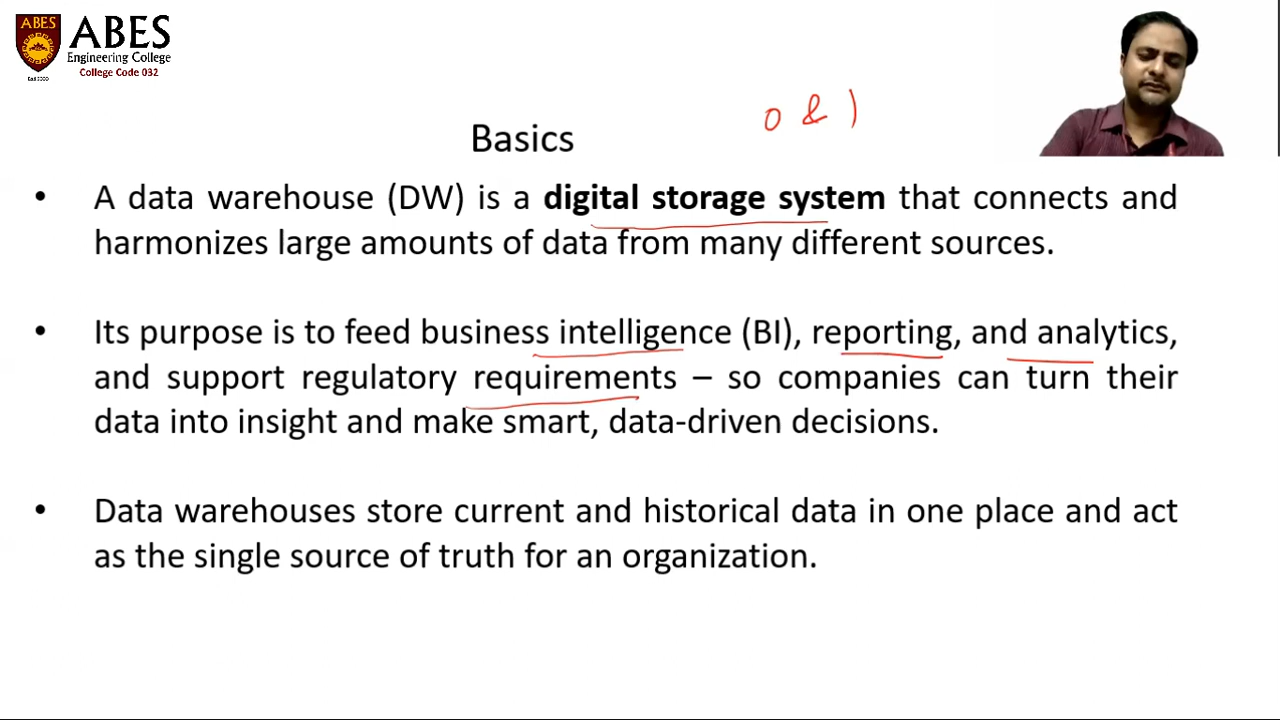 ABES
ABES
Engineering College
College Code 032
0 & 1
Basics
• A data warehouse (DW) is a digital storage system that connects and
harmonizes large amounts of data from many different sources.
• Its purpose is to feed business intelligence (BI), reporting, and analytics,
and support regulatory requirements – so companies can turn their
data into insight and make smart, data-driven decisions.
• Data warehouses store current and historical data in one place and act
as the single source of truth for an organization.